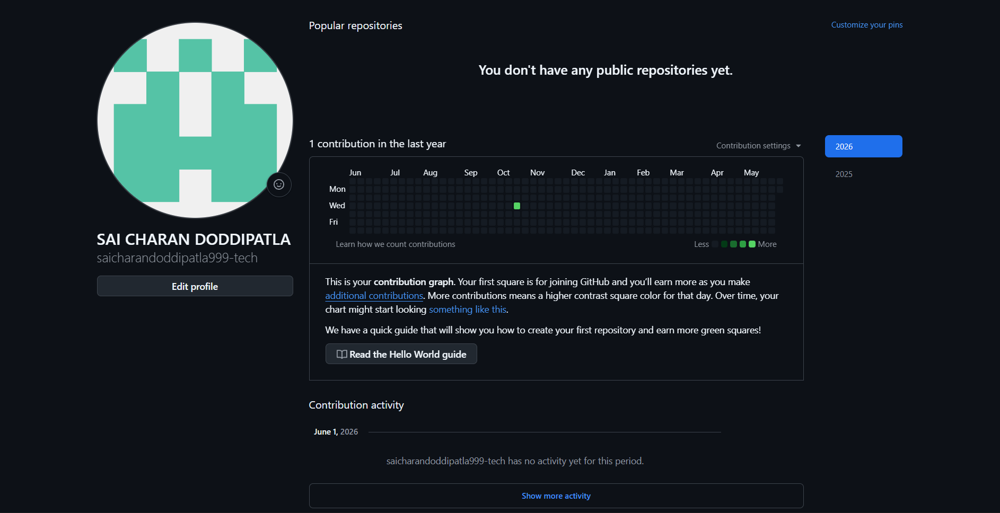 SAI CHARAN DODDIPATLA
saicharandoddipatla999-tech
Edit profile
Popular repositories
Customize your pins
You don't have any public repositories yet.
1 contribution in the last year
Contribution settings
2026
2025
Jun Jul Aug Sep Oct Nov Dec Jan Feb Mar Apr May
Mon
Wed
Fri
Learn how we count contributions
Less More
This is your contribution graph. Your first square is for joining GitHub and you’ll earn more as you make
additional contributions. More contributions means a higher contrast square color for that day. Over time, your
chart might start looking something like this.
We have a quick guide that will show you how to create your first repository and earn more green squares!
Read the Hello World guide
Contribution activity
June 1, 2026
saicharandoddipatla999-tech has no activity yet for this period.
Show more activity